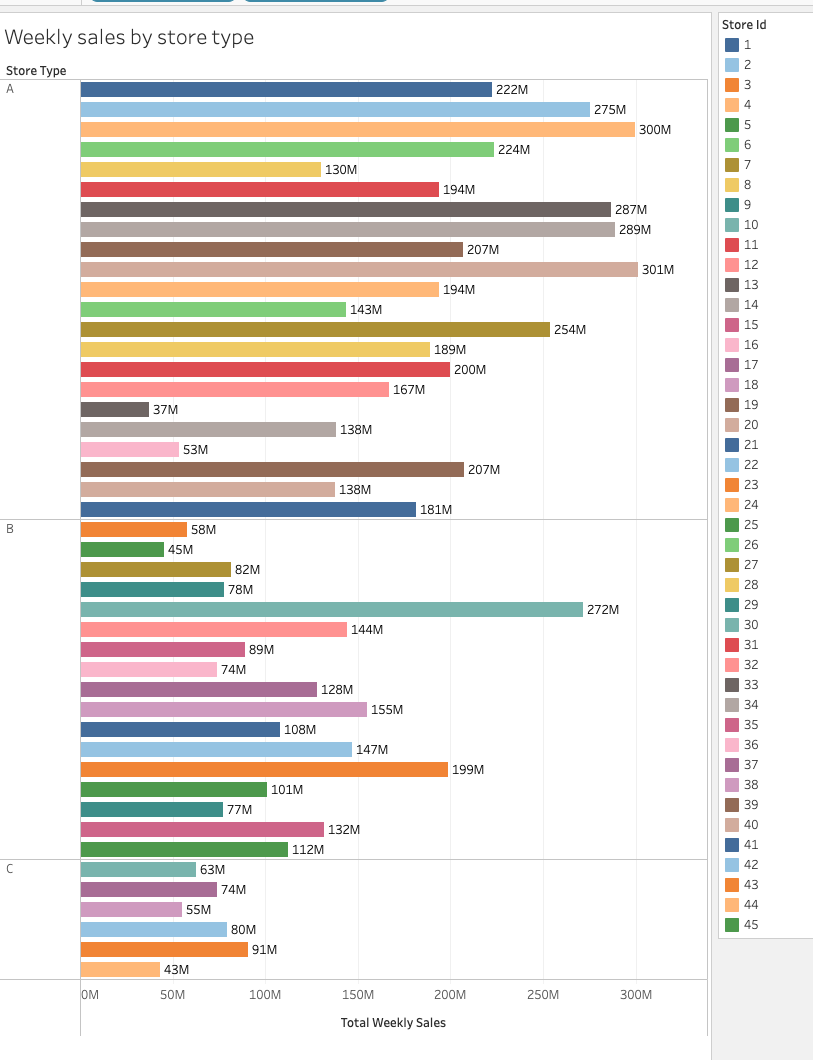 Weekly sales by store type
Store Type
A
222M
275M
300M
224M
130M
194M
287M
289M
207M
301M
194M
143M
254M
189M
200M
167M
37M
138M
53M
207M
138M
181M
B
58M
45M
82M
78M
272M
144M
89M
74M
128M
155M
108M
147M
199M
101M
77M
132M
112M
C
63M
74M
55M
80M
91M
43M
0M 50M 100M 150M 200M 250M 300M
Total Weekly Sales
Store Id
1
2
3
4
5
6
7
8
9
10
11
12
13
14
15
16
17
18
19
20
21
22
23
24
25
26
27
28
29
30
31
32
33
34
35
36
37
38
39
40
41
42
43
44
45